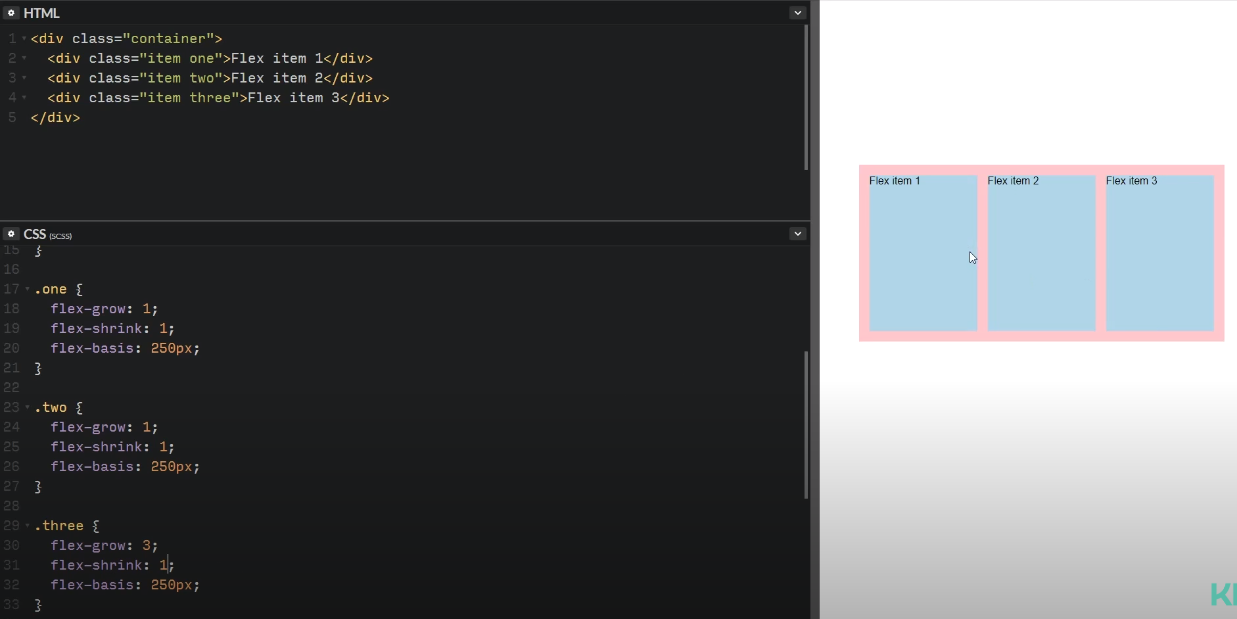 HTML
1 <div class="container">
2 <div class="item one">Flex item 1</div>
3 <div class="item two">Flex item 2</div>
4 <div class="item three">Flex item 3</div>
5 </div>
CSS (SCSS)
15 }
16
17 .one {
18 flex-grow: 1;
19 flex-shrink: 1;
20 flex-basis: 250px;
21 }
22
23 .two {
24 flex-grow: 1;
25 flex-shrink: 1;
26 flex-basis: 250px;
27 }
28
29 .three {
30 flex-grow: 3;
31 flex-shrink: 1;
32 flex-basis: 250px;
33 }
Flex item 1
Flex item 2
Flex item 3